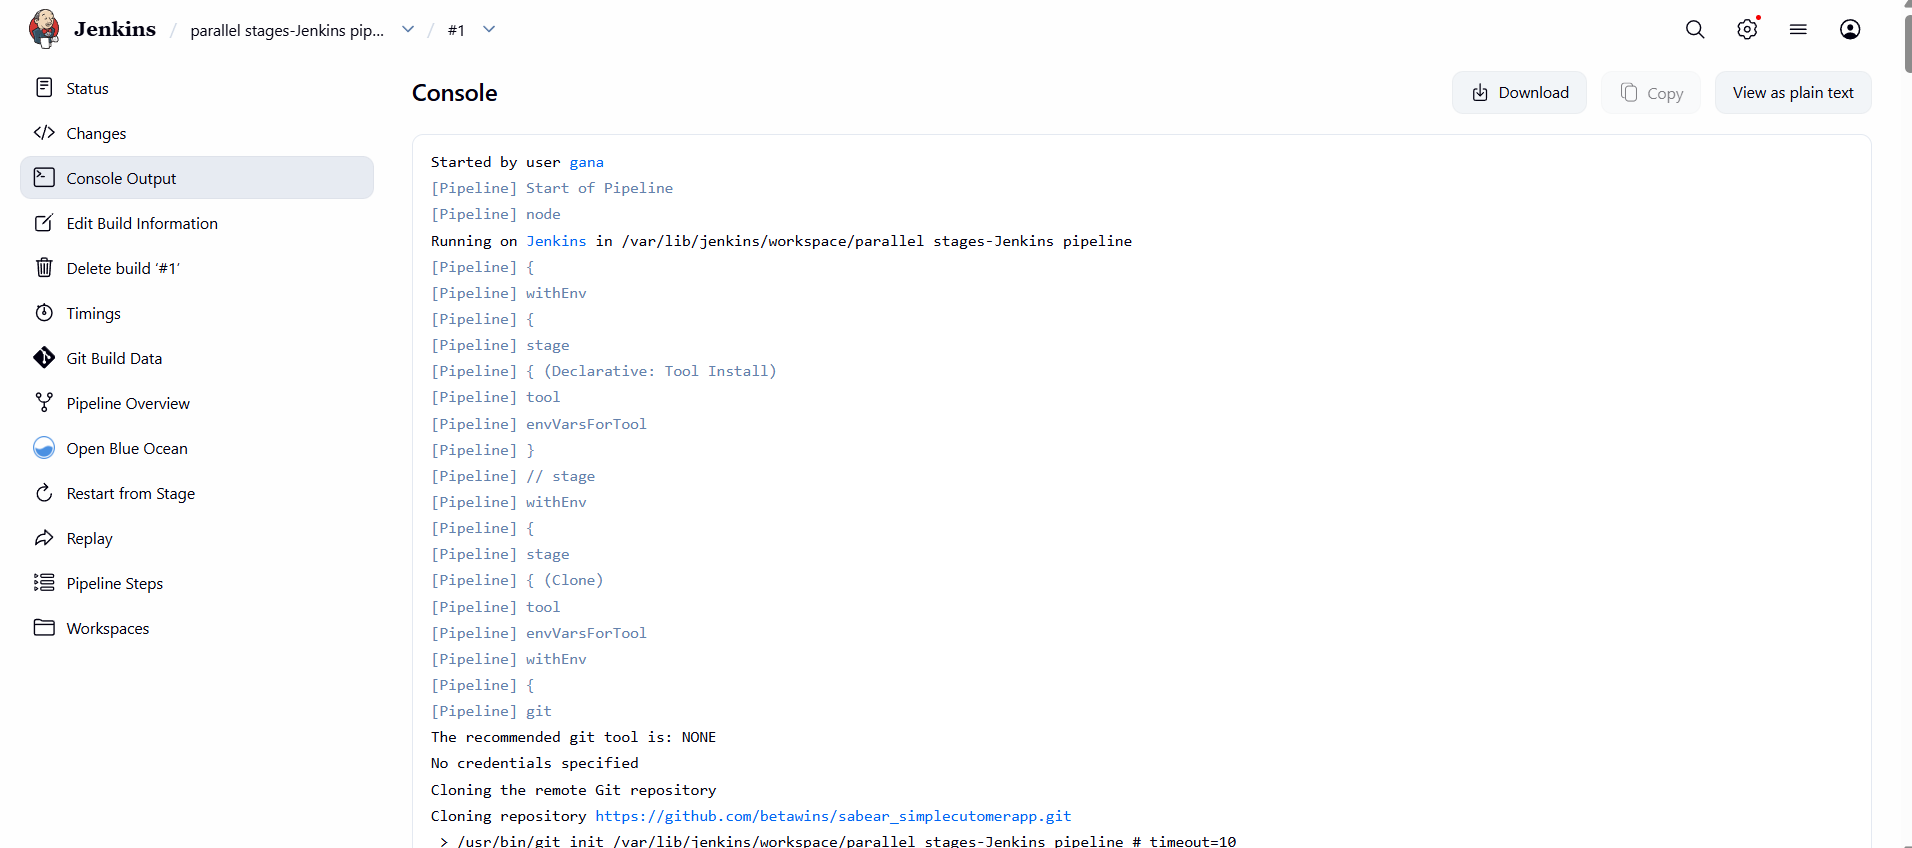 Jenkins / parallel stages-Jenkins pip... / #1
Status
Changes
Console Output
Edit Build Information
Delete build ‘#1’
Timings
Git Build Data
Pipeline Overview
Open Blue Ocean
Restart from Stage
Replay
Pipeline Steps
Workspaces
Console
Download
Copy
View as plain text
Started by user gana
[Pipeline] Start of Pipeline
[Pipeline] node
Running on Jenkins in /var/lib/jenkins/workspace/parallel stages-Jenkins pipeline
[Pipeline] {
[Pipeline] withEnv
[Pipeline] {
[Pipeline] stage
[Pipeline] { (Declarative: Tool Install)
[Pipeline] tool
[Pipeline] envVarsForTool
[Pipeline] }
[Pipeline] // stage
[Pipeline] withEnv
[Pipeline] {
[Pipeline] stage
[Pipeline] { (Clone)
[Pipeline] tool
[Pipeline] envVarsForTool
[Pipeline] withEnv
[Pipeline] {
[Pipeline] git
The recommended git tool is: NONE
No credentials specified
Cloning the remote Git repository
Cloning repository https://github.com/betawins/sabear_simplecutomerapp.git
> /usr/bin/git init /var/lib/jenkins/workspace/parallel stages-Jenkins pipeline # timeout=10